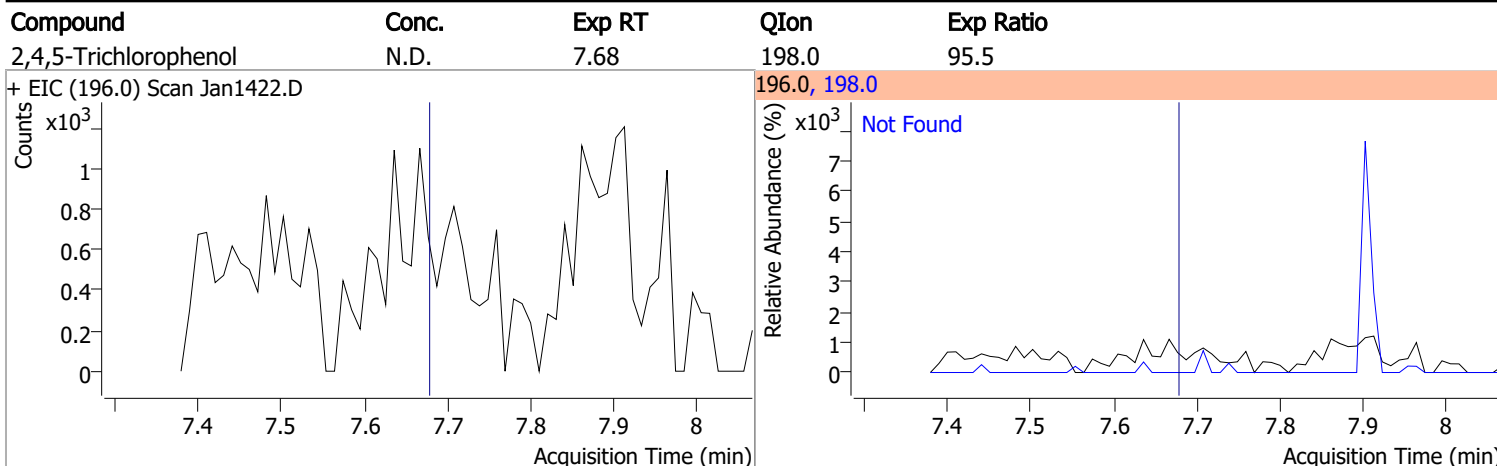 Compound Conc. Exp RT QIon Exp Ratio
2,4,5-Trichlorophenol N.D. 7.68 198.0 95.5
+ EIC (196.0) Scan Jan1422.D
Counts
x10³
1
0.8
0.6
0.4
0.2
0
7.4 7.5 7.6 7.7 7.8 7.9 8
Acquisition Time (min)
196.0, 198.0
Relative Abundance (%)
x10³
Not Found
7
6
5
4
3
2
1
0
7.4 7.5 7.6 7.7 7.8 7.9 8
Acquisition Time (min)